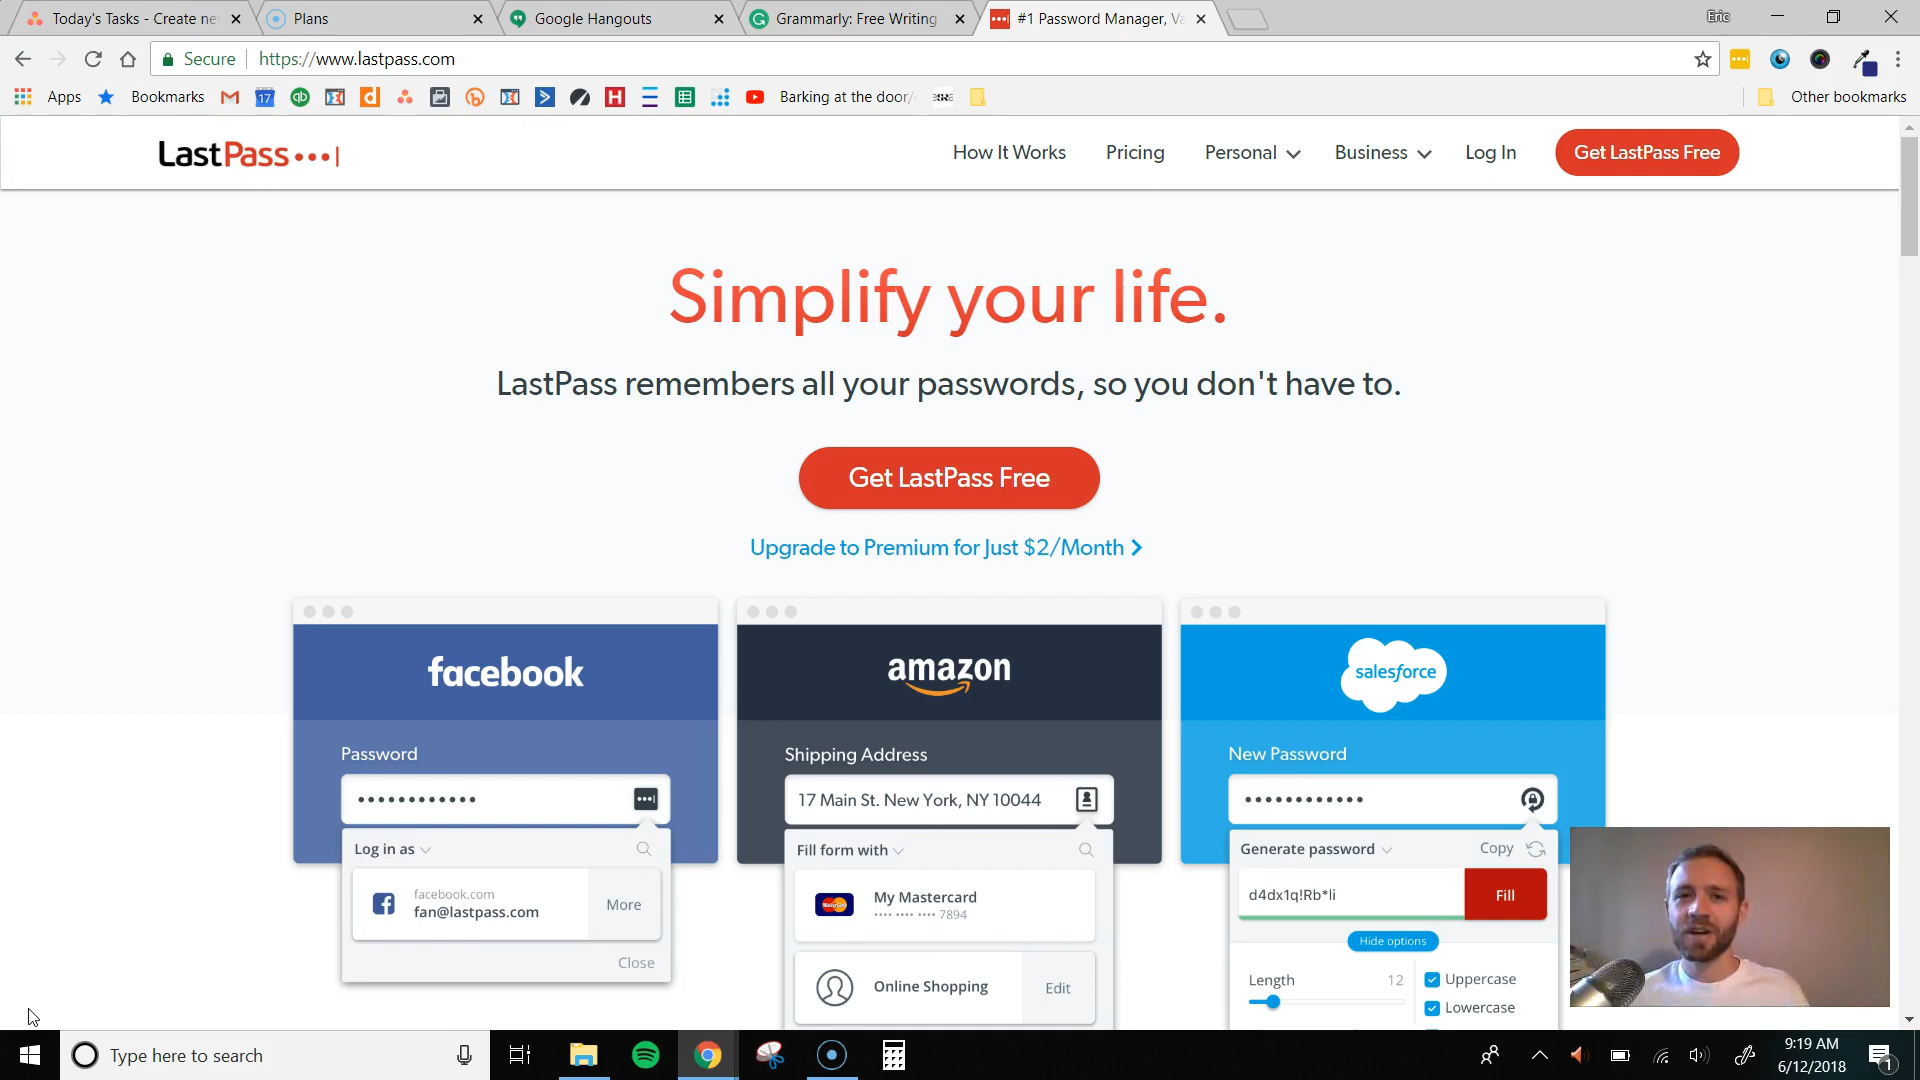 Today's Tasks - Create ne
Plans
Google Hangouts
Grammarly: Free Writing
#1 Password Manager, Va
Eric
Secure
https://www.lastpass.com
Apps
Bookmarks
17
Barking at the door/
Other bookmarks
LastPass
How It Works
Pricing
Personal
Business
Log In
Get LastPass Free
Simplify your life.
LastPass remembers all your passwords, so you don't have to.
Get LastPass Free
Upgrade to Premium for Just $2/Month
facebook
Password
Log in as
facebook.com
fan@lastpass.com
More
Close
amazon
Shipping Address
17 Main St. New York, NY 10044
Fill form with
My Mastercard
•••• •••• •••• 7894
Online Shopping
Edit
salesforce
New Password
Generate password
Copy
d4dx1q!Rb*li
Fill
Hide options
Length
12
Uppercase
Lowercase
Type here to search
9:19 AM
6/12/2018
1